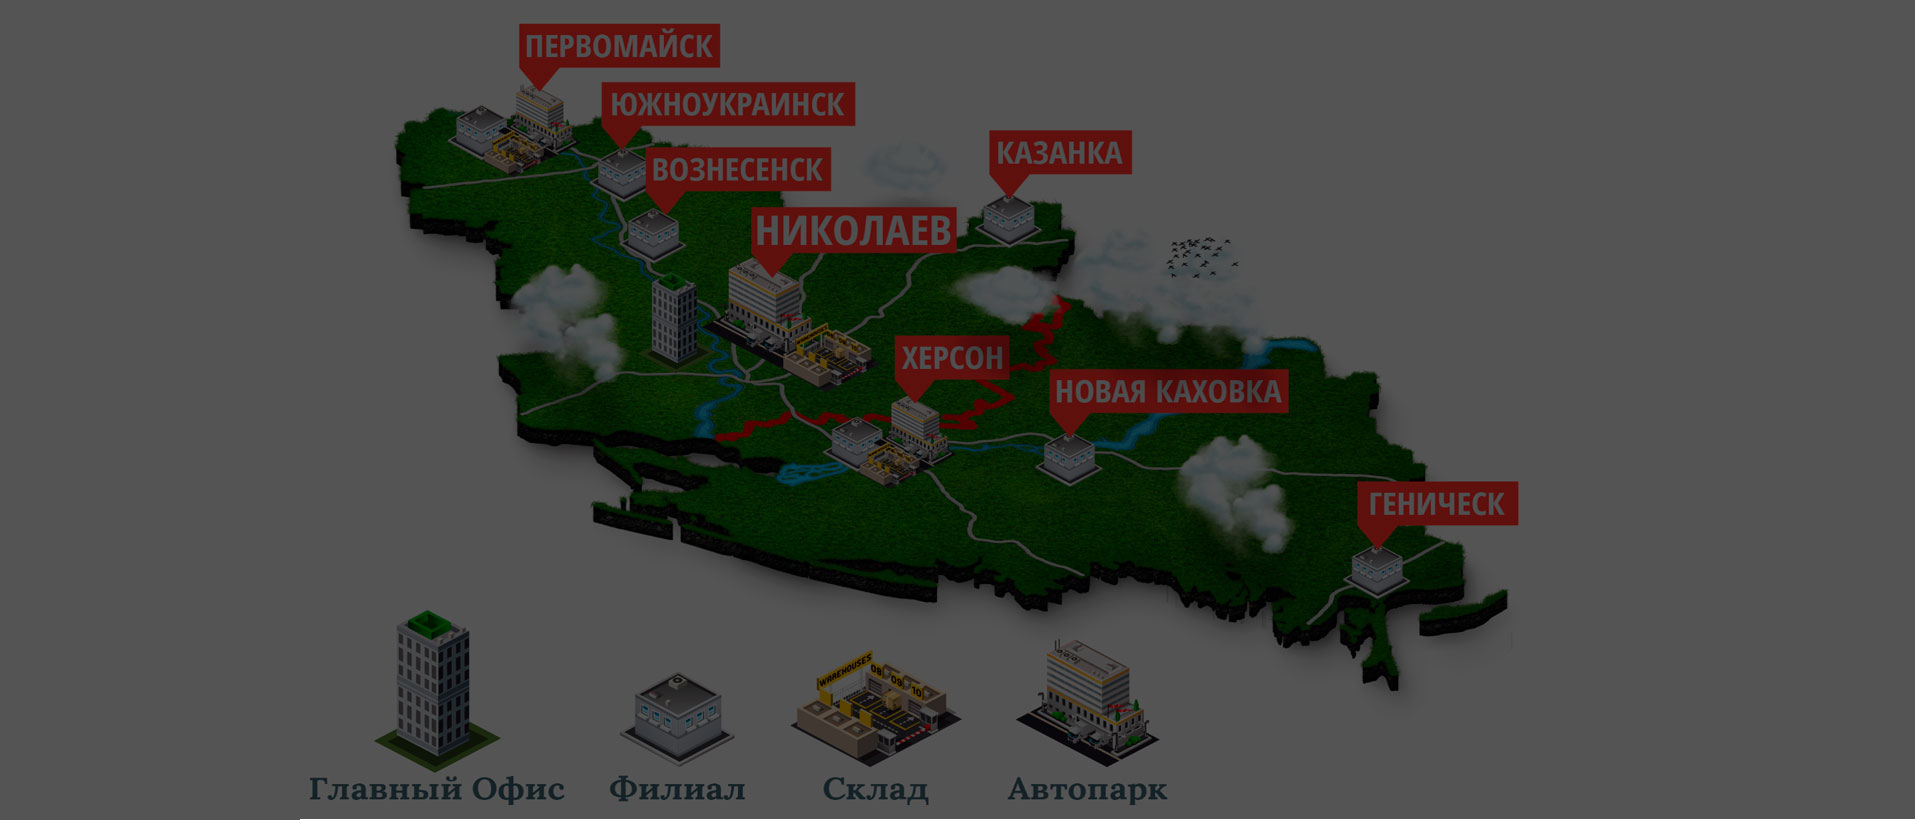 ПЕРВОМАЙСК
ЮЖНОУКРАИНСК
ВОЗНЕСЕНСК
КАЗАНКА
НИКОЛАЕВ
ХЕРСОН
НОВАЯ КАХОВКА
ГЕНИЧЕСК
WAREHOUSES
08
09
10
Главный Офис
Филиал
Склад
Автопарк